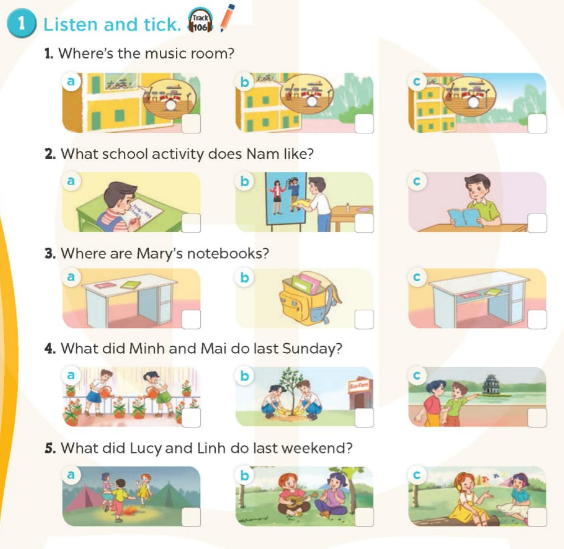 1 Listen and tick. Track 106
1. Where's the music room?
a b c
2. What school activity does Nam like?
a b c
3. Where are Mary's notebooks?
a b c
4. What did Minh and Mai do last Sunday?
a b c
5. What did Lucy and Linh do last weekend?
a b c